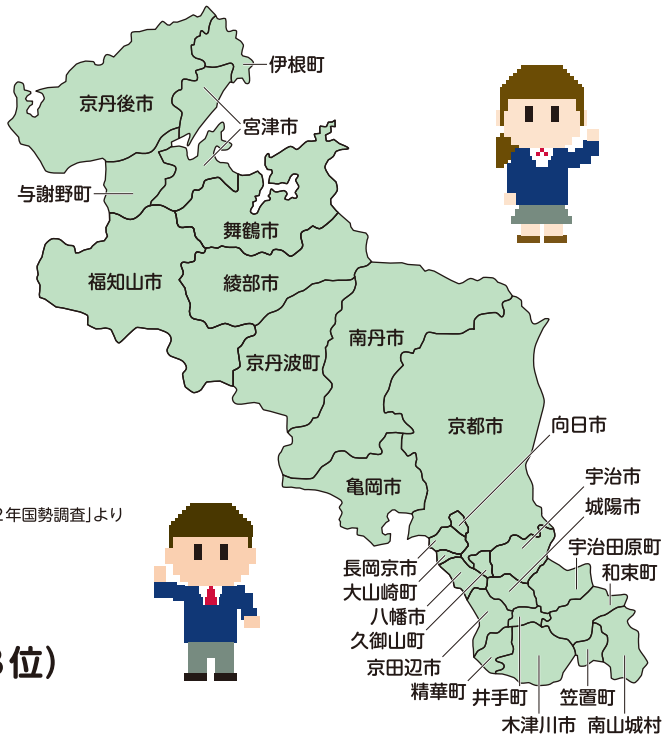 伊根町
京丹後市
宮津市
与謝野町
舞鶴市
福知山市
綾部市
南丹市
京丹波町
京都市
向日市
亀岡市
宇治市
城陽市
2年国勢調査」より
宇治田原町
長岡京市
和束町
大山崎町
八幡市
久御山町
京田辺市
位)
精華町
井手町
笠置町
木津川市
南山城村